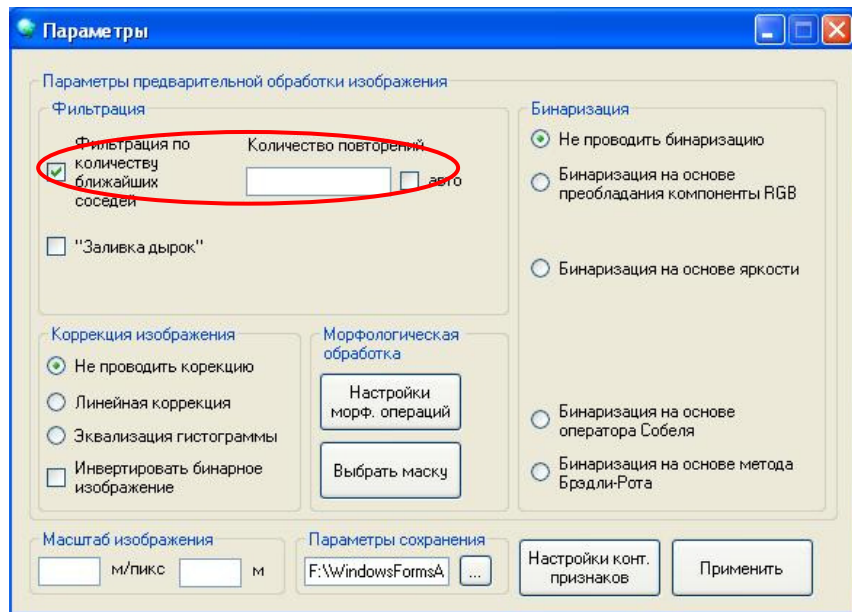 Параметры
Параметры предварительной обработки изображения
Фильтрация
Фильтрация по
количеству
ближайших
соседей
Количество повторений
авто
"Заливка дырок"
Бинаризация
Не проводить бинаризацию
Бинаризация на основе
преобладания компоненты RGB
Бинаризация на основе яркости
Бинаризация на основе
оператора Собеля
Бинаризация на основе метода
Брэдли-Рота
Коррекция изображения
Не проводить корекцию
Линейная коррекция
Эквализация гистограммы
Инвертировать бинарное
изображение
Морфологическая
обработка
Настройки
морф. операций
Выбрать маску
Масштаб изображения
м/пикс
м
Параметры сохранения
F:\WindowsFormsA
...
Настройки конт.
признаков
Применить